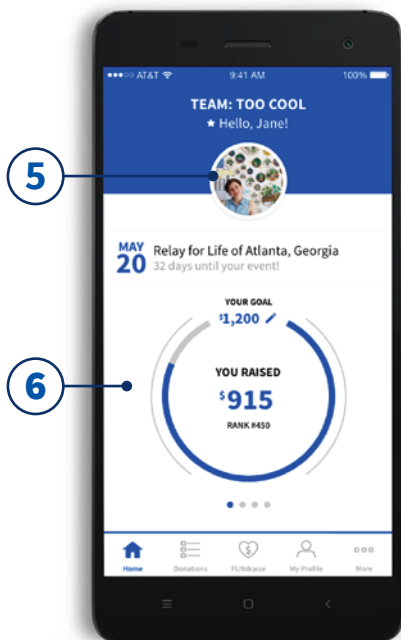 AT&T 9:41 AM 100%
TEAM: TOO COOL
★ Hello, Jane!
5
MAY
20
Relay for Life of Atlanta, Georgia
32 days until your event!
YOUR GOAL
$1,200
6
YOU RAISED
$915
RANK #450
Home Donations FUNdraise My Profile More